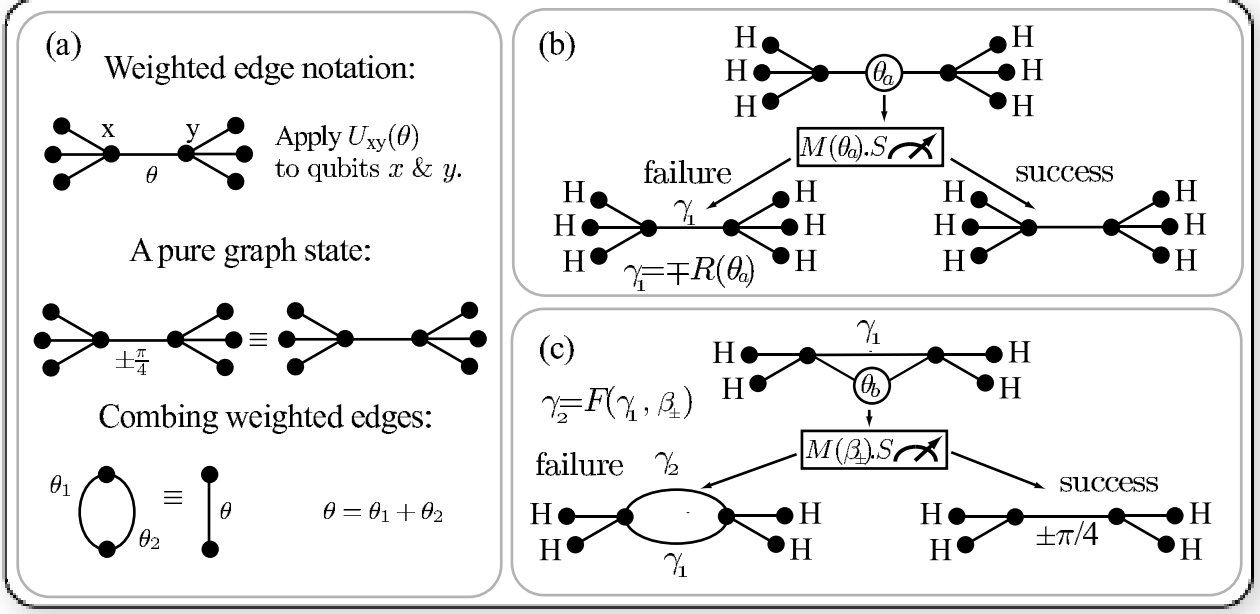 (a)
Weighted edge notation:
x y
θ
Apply U_xy(θ)
to qubits x & y.
A pure graph state:
±π/4
≡
Combing weighted edges:
θ₁ ≡ θ
θ₂
θ = θ₁ + θ₂
(b)
H H
H θₐ H
H H
M(θₐ).S
failure success
γ₁
H H H H
H H H H
H H H H
γ₁=∓R(θₐ)
(c)
γ₁
H H
H θ_b H
γ₂=F(γ₁, β±)
M(β±).S
failure γ₂
success
H H H H
±π/4
H H H H
γ₁